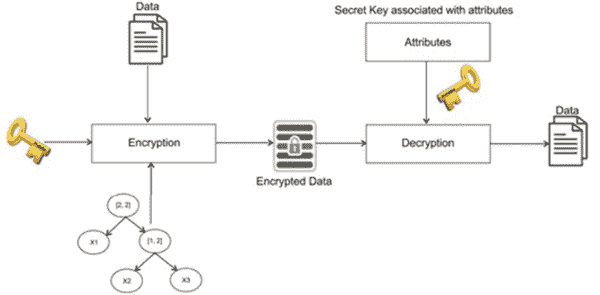 Data
Secret Key associated with attributes
Attributes
Encryption
Encrypted Data
Decryption
Data
[2, 2]
X1
[1, 2]
X2
X3